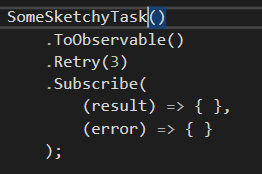 SomeSketchyTask()
.ToObservable()
.Retry(3)
.Subscribe(
(result) => { },
(error) => { }
);